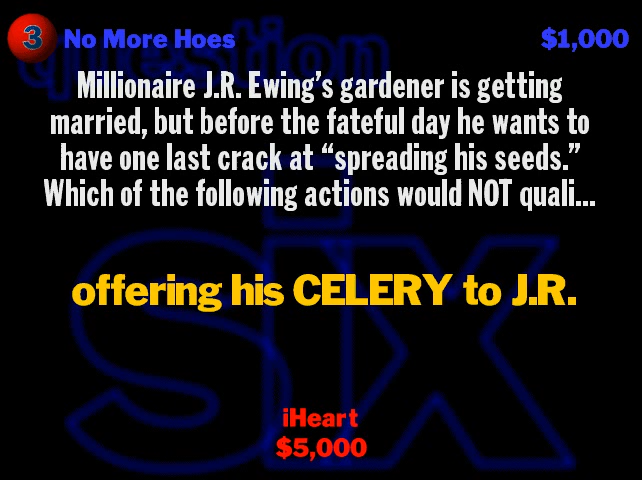 question
3 No More Hoes $1,000
Millionaire J.R. Ewing's gardener is getting
married, but before the fateful day he wants to
have one last crack at “spreading his seeds.”
Which of the following actions would NOT quali...
six
offering his CELERY to J.R.
iHeart
$5,000